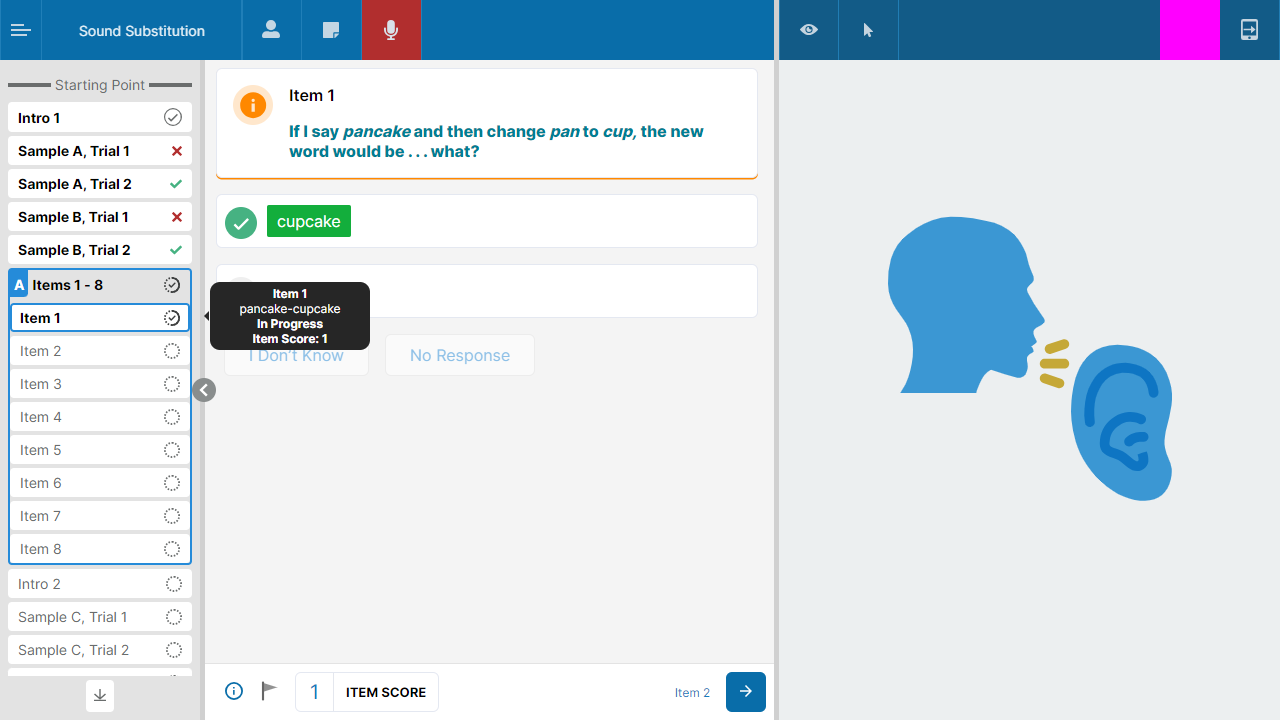 Sound Substitution
Starting Point
Intro 1
Sample A, Trial 1
Sample A, Trial 2
Sample B, Trial 1
Sample B, Trial 2
A Items 1 - 8
Item 1
Item 2
Item 3
Item 4
Item 5
Item 6
Item 7
Item 8
Intro 2
Sample C, Trial 1
Sample C, Trial 2
Item 1
If I say pancake and then change pan to cup, the new
word would be . . . what?
cupcake
Item 1
pancake-cupcake
In Progress
Item Score: 1
I Don't Know
No Response
1 ITEM SCORE
Item 2